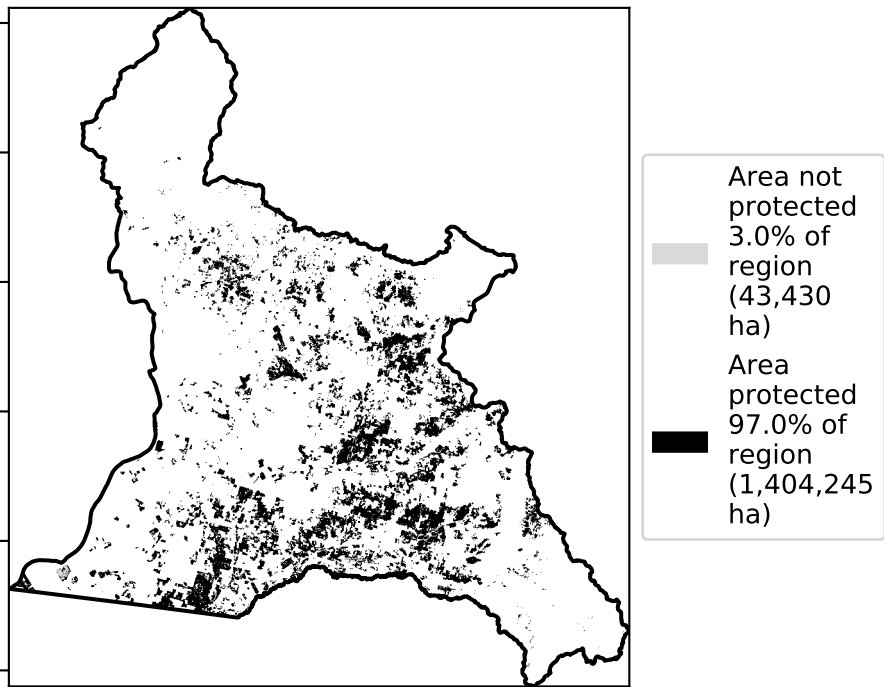 Area not
protected
3.0% of
region
(43,430
ha)
Area
protected
97.0% of
region
(1,404,245
ha)